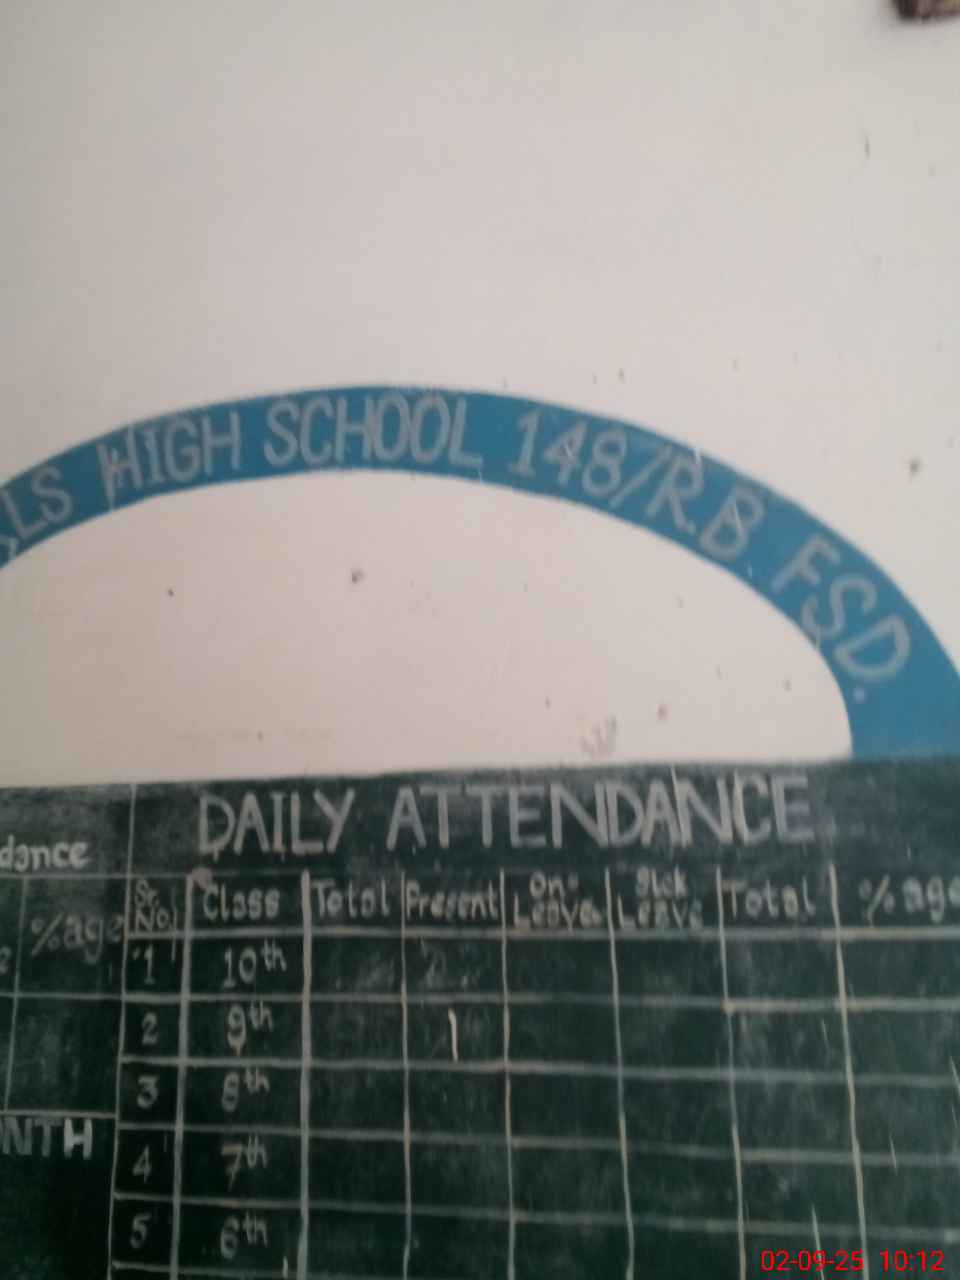 LS HIGH SCHOOL 148/R.B FSD.
DAILY ATTENDANCE
dance
%age
Sr. No. Class Total Present On Leave Sick Leave Total %age
1 10th
2 9th 1
3 8th
4 7th
5 6th
NTH
02-09-25 10:12